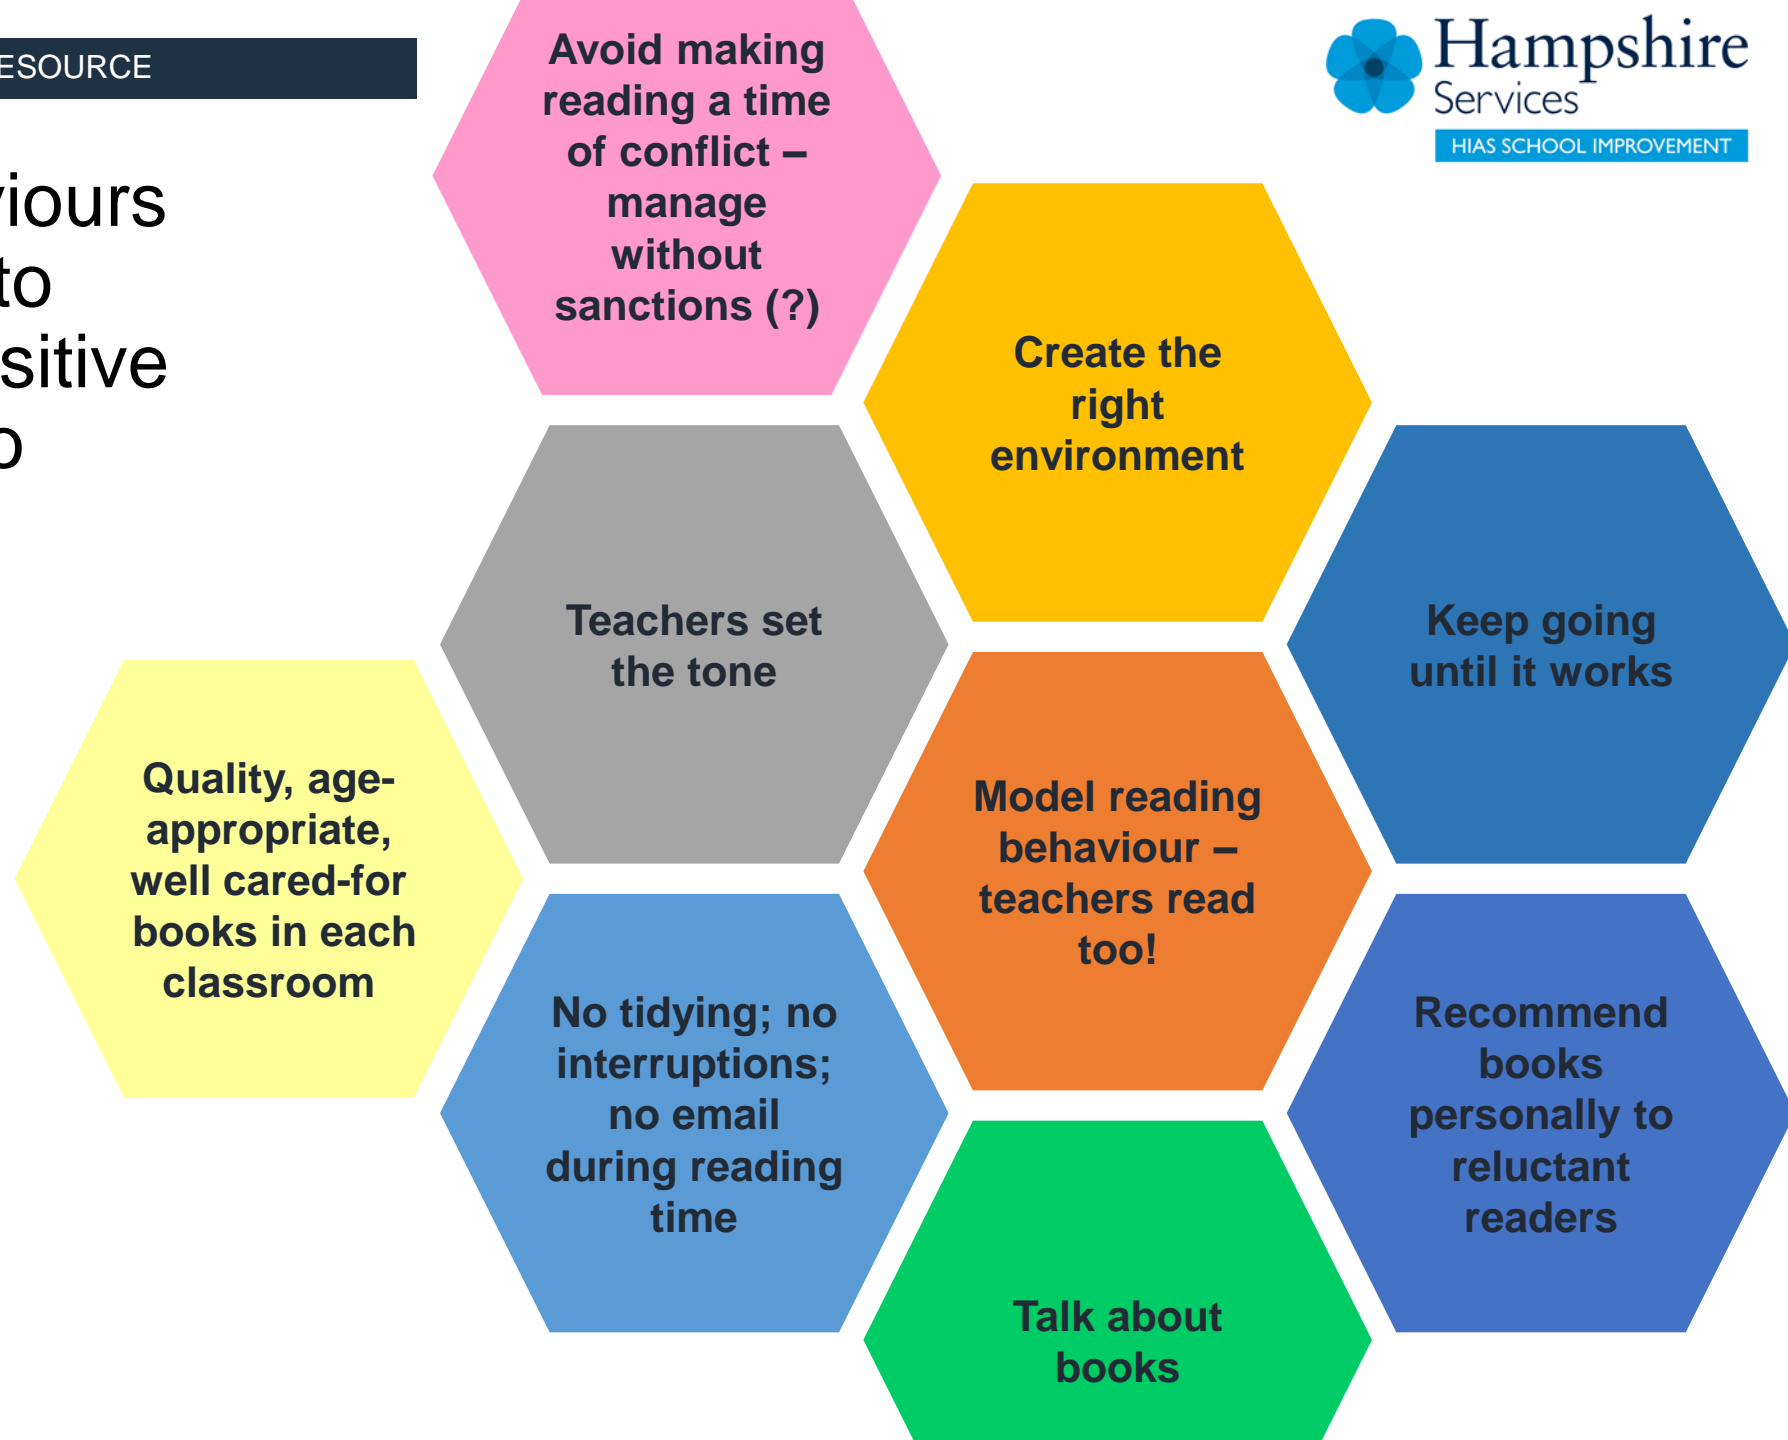 ESOURCE
Hampshire
Services
HIAS SCHOOL IMPROVEMENT
viours
to
sitive
o
Avoid making
reading a time
of conflict –
manage
without
sanctions (?)
Create the
right
environment
Teachers set
the tone
Keep going
until it works
Quality, age-
appropriate,
well cared-for
books in each
classroom
Model reading
behaviour –
teachers read
too!
No tidying; no
interruptions;
no email
during reading
time
Recommend
books
personally to
reluctant
readers
Talk about
books